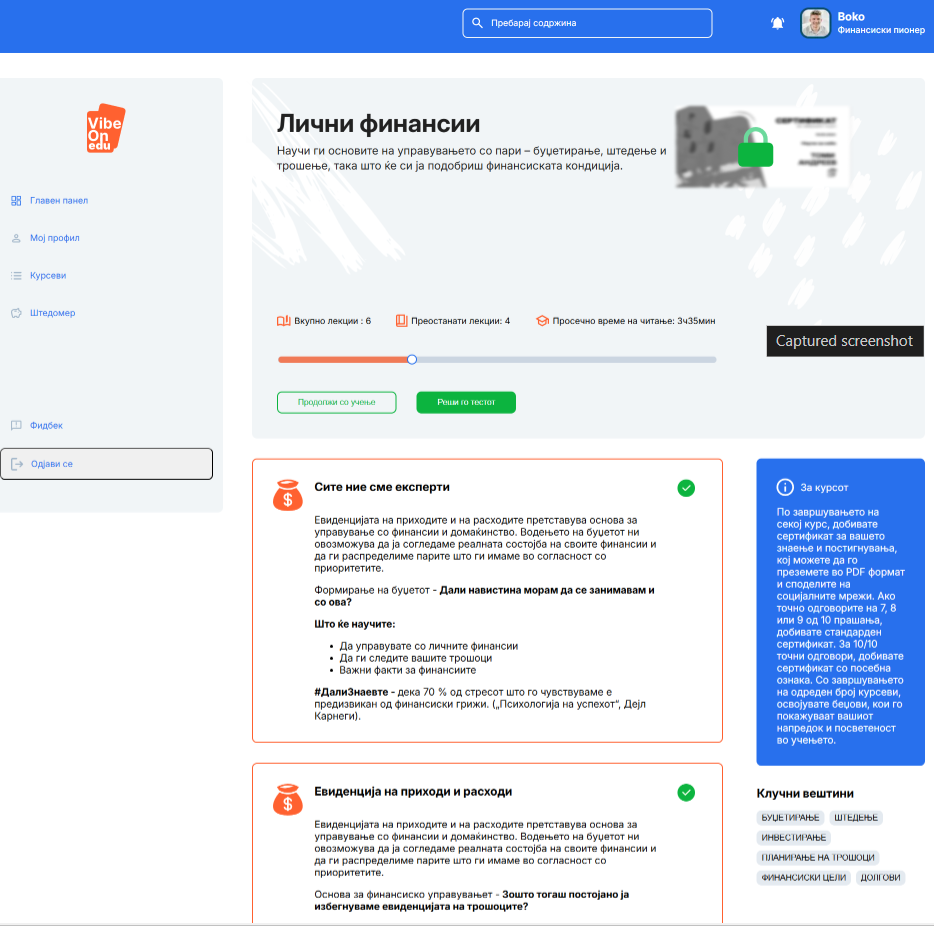 Пребарај содржина
Boko
Финансиски пионер
Vibe
On
edu
Главен панел
Мој профил
Курсеви
Штедомер
Фидбек
Одјави се
Лични финансии
Научи ги основите на управувањето со пари – буџетирање, штедење и
трошење, така што ќе си ја подобриш финансиската кондиција.
СЕРТИФИКАТ
Вкупно лекции : 6
Преостанати лекции: 4
Просечно време на читање: 3ч35мин
Captured screenshot
Продолжи со учење
Реши го тестот
Сите ние сме експерти
Евиденцијата на приходите и на расходите претставува основа за
управување со финансии и домаќинство. Водењето на буџетот ни
овозможува да ја согледаме реалната состојба на своите финансии и
да ги распределиме парите што ги имаме во согласност со
приоритетите.
Формирање на буџетот - Дали навистина морам да се занимавам и
со ова?
Што ќе научите:
• Да управувате со личните финансии
• Да ги следите вашите трошоци
• Важни факти за финансиите
#ДалиЗнаевте - дека 70 % од стресот што го чувствуваме е
предизвикан од финансиски грижи. („Психологија на успехот“, Дејл
Карнеги).
Евиденција на приходи и расходи
Евиденцијата на приходите и на расходите претставува основа за
управување со финансии и домаќинство. Водењето на буџетот ни
овозможува да ја согледаме реалната состојба на своите финансии и
да ги распределиме парите што ги имаме во согласност со
приоритетите.
Основа за финансиско управувањет - Зошто тогаш постојано ја
избегнуваме евиденцијата на трошоците?
За курсот
По завршувањето на
секој курс, добивате
сертификат за вашето
знаење и постигнувања,
кој можете да го
преземете во PDF формат
и споделите на
социјалните мрежи. Ако
точно одговорите на 7, 8
или 9 од 10 прашања,
добивате стандарден
сертификат. За 10/10
точни одговори, добивате
сертификат со посебна
ознака. Со завршувањето
на одреден број курсеви,
освојувате беџови, кои го
покажуваат вашиот
напредок и посветеност
во учењето.
Клучни вештини
БУЏЕТИРАЊЕ
ШТЕДЕЊЕ
ИНВЕСТИРАЊЕ
ПЛАНИРАЊЕ НА ТРОШОЦИ
ФИНАНСИСКИ ЦЕЛИ
ДОЛГОВИ